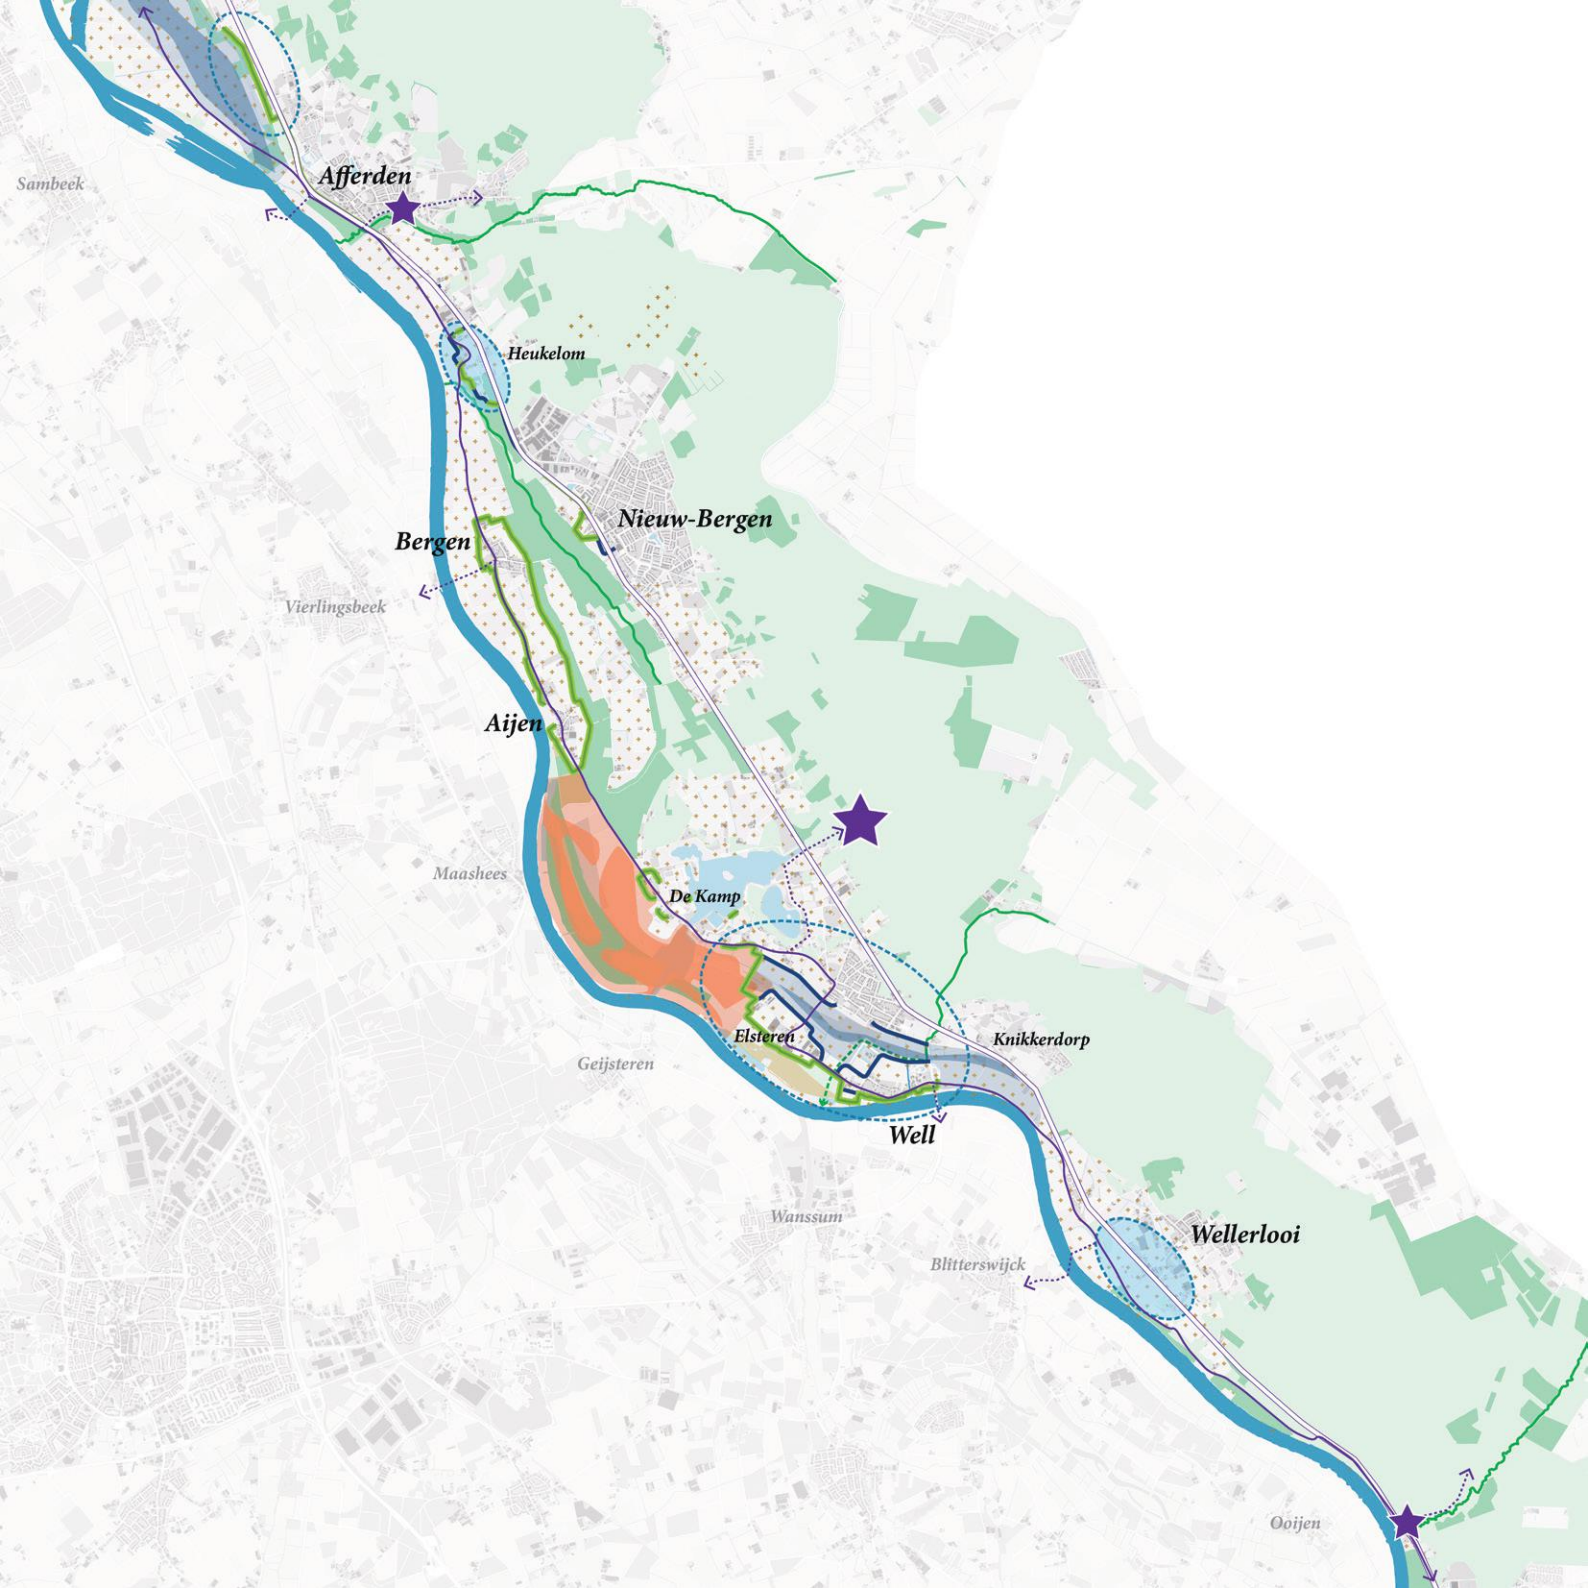 Afferden
Sambeek
Heukelom
Nieuw-Bergen
Bergen
Vierlingsbeek
Aijen
Maashees
De Kamp
Elsteren
Knikkerdorp
Geijsteren
Well
Wanssum
Wellerlooi
Blitterswijck
Ooijen